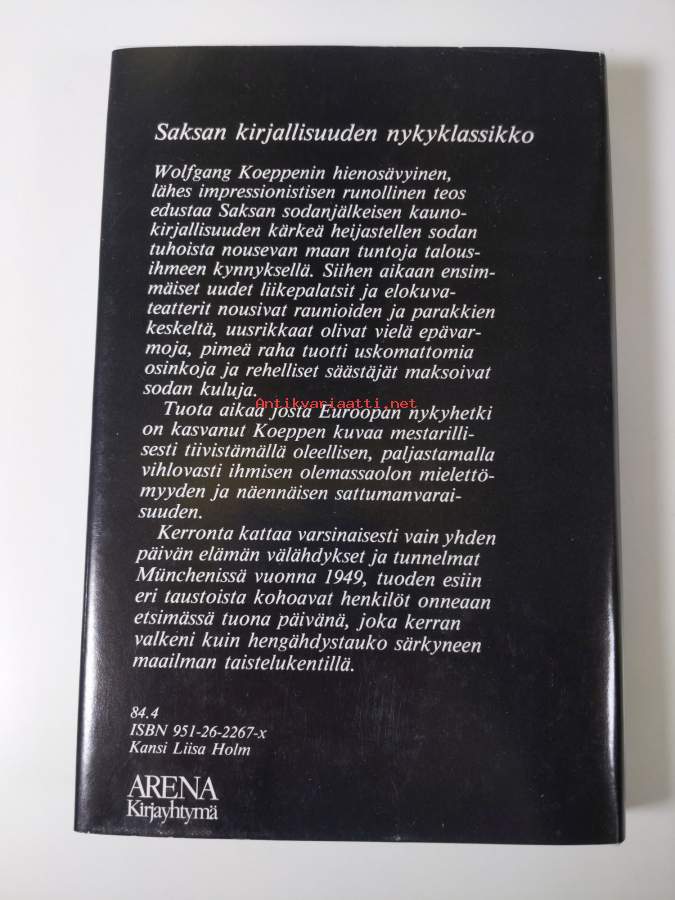 Saksan kirjallisuuden nykyklassikko
Wolfgang Koeppenin hienosävyinen,
lähes impressionistisen runollinen teos
edustaa Saksan sodanjälkeisen kauno-
kirjallisuuden kärkeä heijastellen sodan
tuhoista nousevan maan tuntoja talous-
ihmeen kynnyksellä. Siihen aikaan ensim-
mäiset uudet liikepalatsit ja elokuva-
teatterit nousivat raunioiden ja parakkien
keskeltä, uusrikkaat olivat vielä epävar-
moja, pimeä raha tuotti uskomattomia
osinkoja ja rehelliset säästäjät maksoivat
sodan kuluja.
Antikvariaatti.net
Tuota aikaa josta Euroopan nykyhetki
on kasvanut Koeppen kuvaa mestarilli-
sesti tiivistämällä oleellisen, paljastamalla
vihlovasti ihmisen olemassaolon mielettö-
myyden ja näennäisen sattumanvarai-
suuden.
Kerronta kattaa varsinaisesti vain yhden
päivän elämän välähdykset ja tunnelmat
Münchenissä vuonna 1949, tuoden esiin
eri taustoista kohoavat henkilöt onneaan
etsimässä tuona päivänä, joka kerran
valkeni kuin hengähdystauko särkyneen
maailman taistelukentillä.
84.4
ISBN 951-26-2267-x
Kansi Liisa Holm
ARENA
Kirjayhtymä